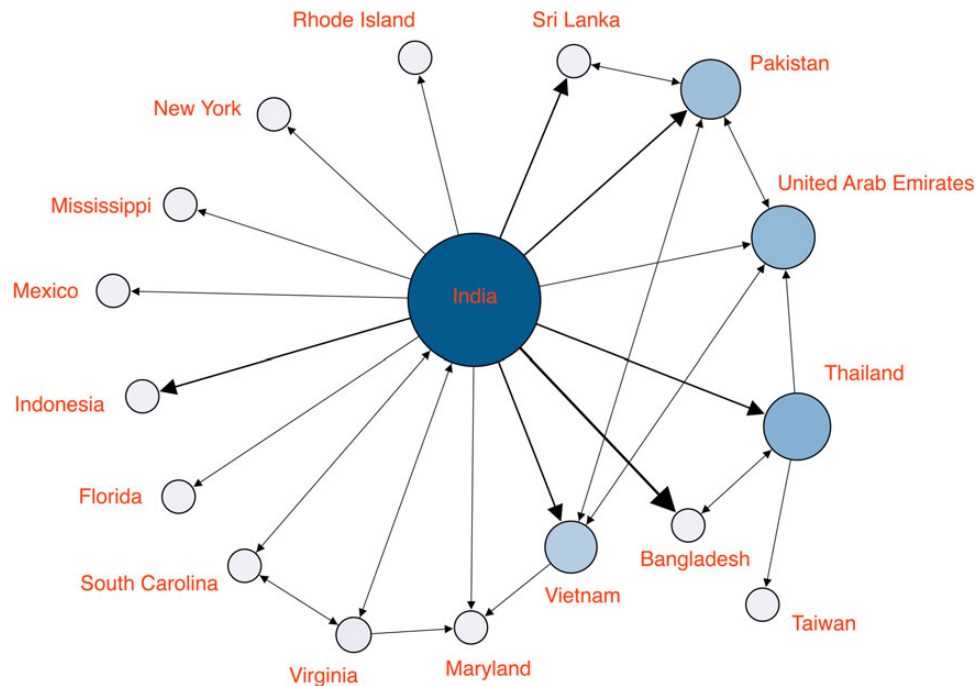 Rhode Island
Sri Lanka
Pakistan
New York
United Arab Emirates
Mississippi
Mexico
India
Thailand
Indonesia
Florida
Bangladesh
South Carolina
Vietnam
Taiwan
Maryland
Virginia